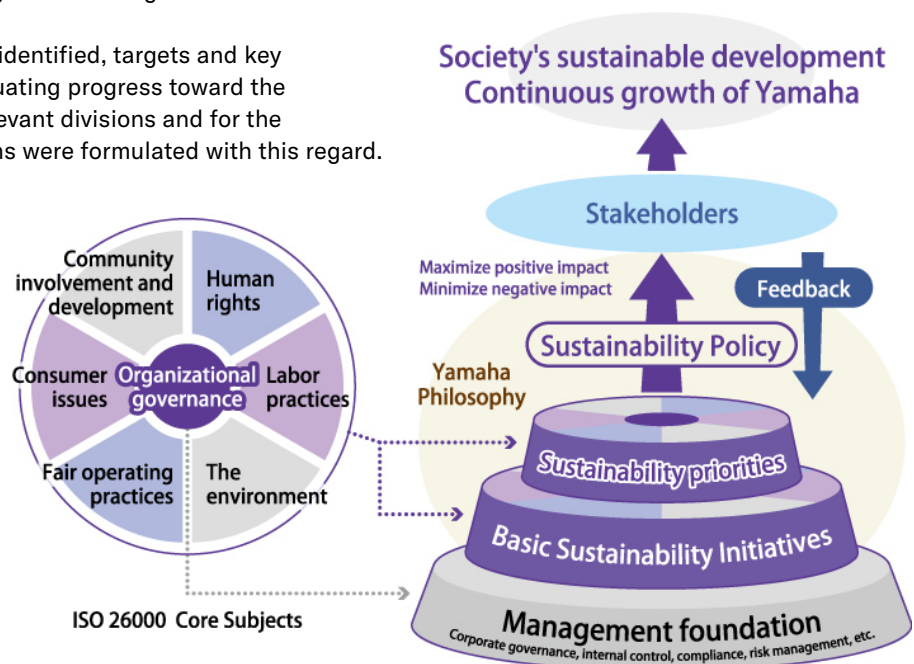 identified, targets and key
uating progress toward the
evant divisions and for the
ns were formulated with this regard.
Society's sustainable development
Continuous growth of Yamaha
Stakeholders
Maximize positive impact
Minimize negative impact
Feedback
Sustainability Policy
Yamaha
Philosophy
Sustainability priorities
Basic Sustainability Initiatives
Management foundation
Corporate governance, internal control, compliance, risk management, etc.
Community
involvement and
development
Human
rights
Consumer
issues
Organizational
governance
Labor
practices
Fair operating
practices
The
environment
ISO 26000 Core Subjects